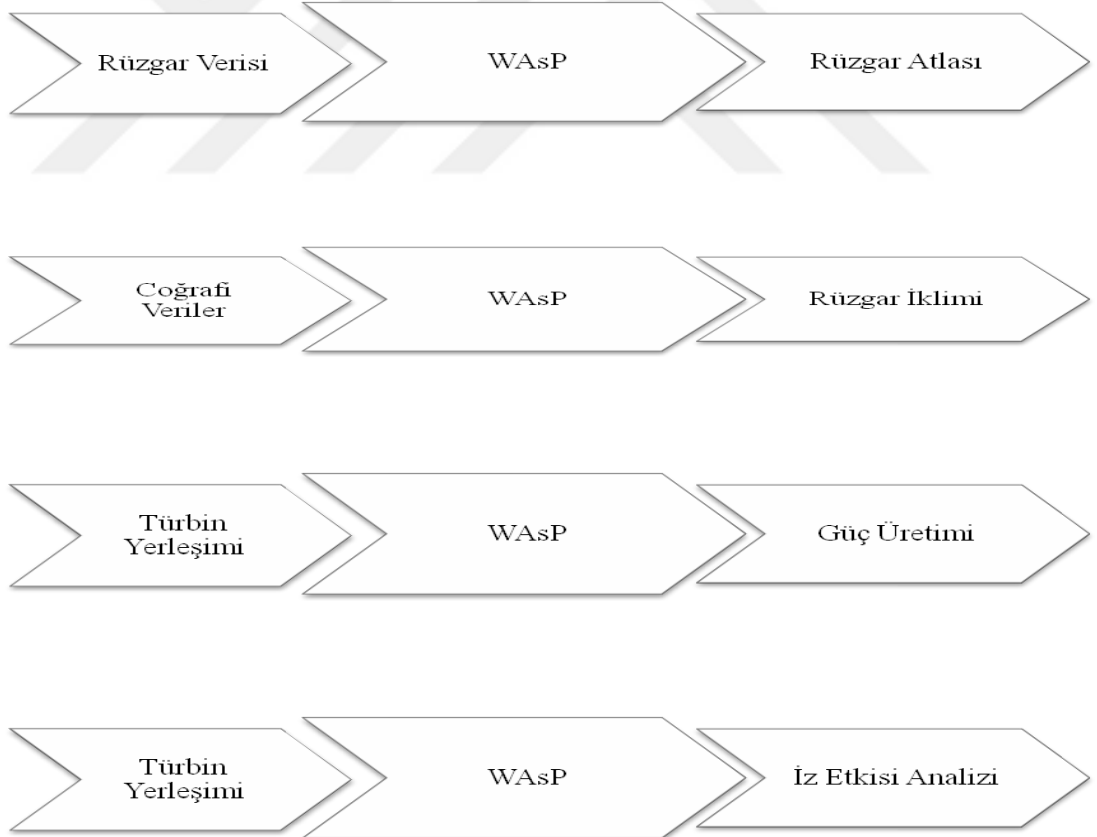 Rüzgar Verisi
WAsP
Rüzgar Atlası
Coğrafi
Veriler
WAsP
Rüzgar İklimi
Türbin
Yerleşimi
WAsP
Güç Üretimi
Türbin
Yerleşimi
WAsP
İz Etkisi Analizi